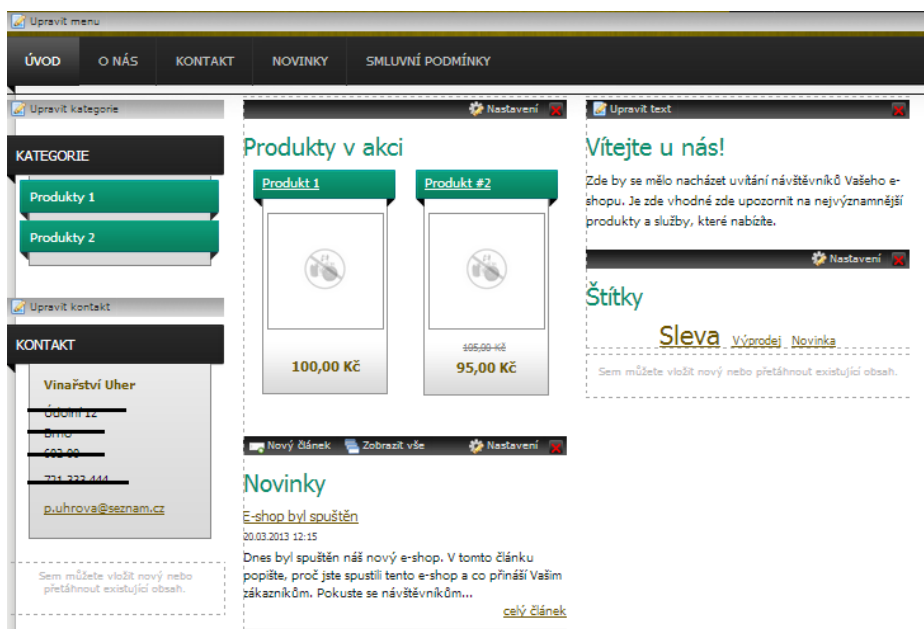 Upravit menu
ÚVOD O NÁS KONTAKT NOVINKY SMLUVNÍ PODMÍNKY
Upravit kategorie
KATEGORIE
Produkty 1
Produkty 2
Upravit kontakt
KONTAKT
Vinařství Uher
p.uhrova@seznam.cz
Sem můžete vložit nový nebo
přetáhnout existující obsah.
Nastavení
Produkty v akci
Produkt 1 Produkt #2
105,00 Kč
100,00 Kč 95,00 Kč
Nový článek Zobrazit vše Nastavení
Novinky
E-shop byl spuštěn
20.03.2013 12:15
Dnes byl spuštěn náš nový e-shop. V tomto článku
popište, proč jste spustili tento e-shop a co přináší Vašim
zákazníkům. Pokuste se návštěvníkům...
celý článek
Upravit text
Vítejte u nás!
Zde by se mělo nacházet uvítání návštěvníků Vašeho e-
shopu. Je zde vhodné zde upozornit na nejvýznamnější
produkty a služby, které nabízíte.
Nastavení
Štítky
Sleva Výprodej Novinka
Sem můžete vložit nový nebo přetáhnout existující obsah.